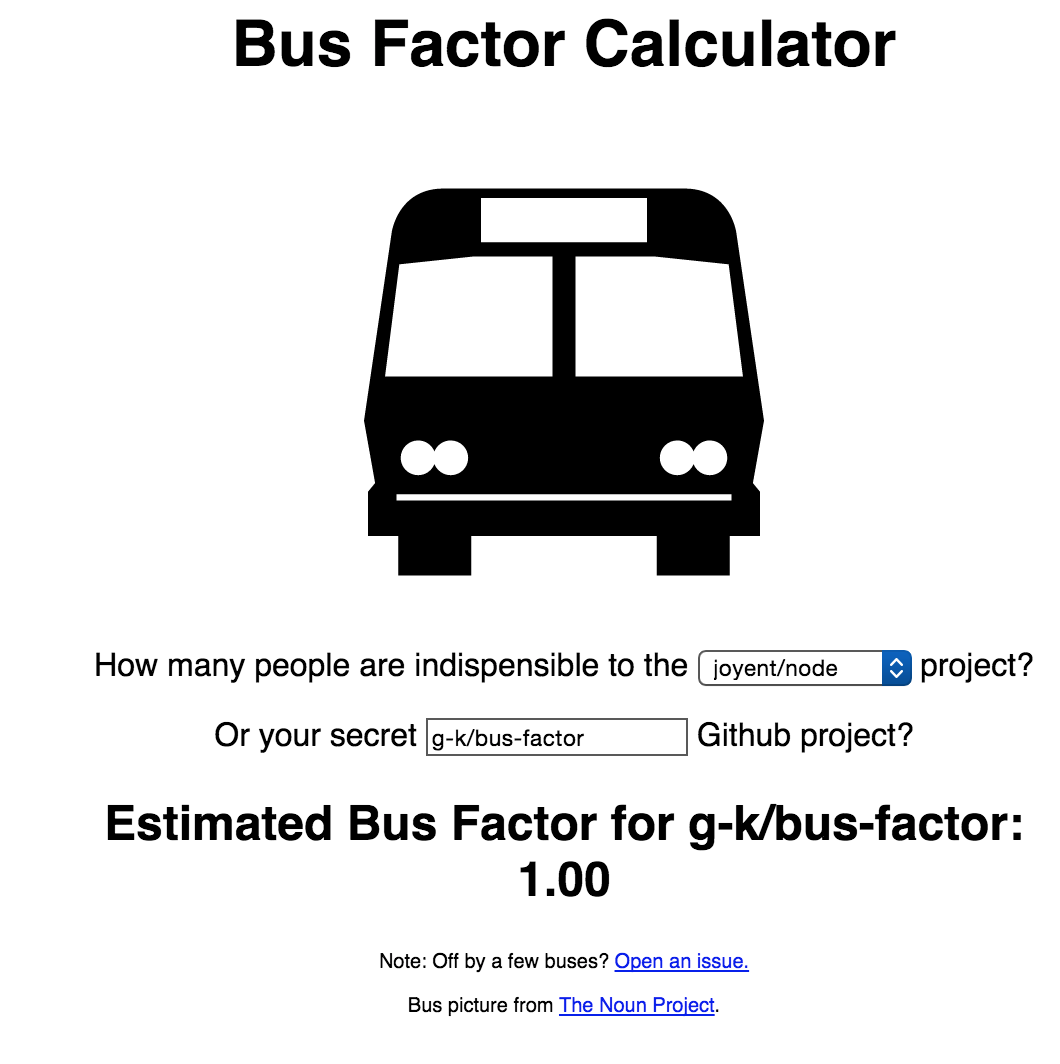 Bus Factor Calculator
How many people are indispensible to the joyent/node project?
Or your secret g-k/bus-factor Github project?
Estimated Bus Factor for g-k/bus-factor:
1.00
Note: Off by a few buses? Open an issue.
Bus picture from The Noun Project.